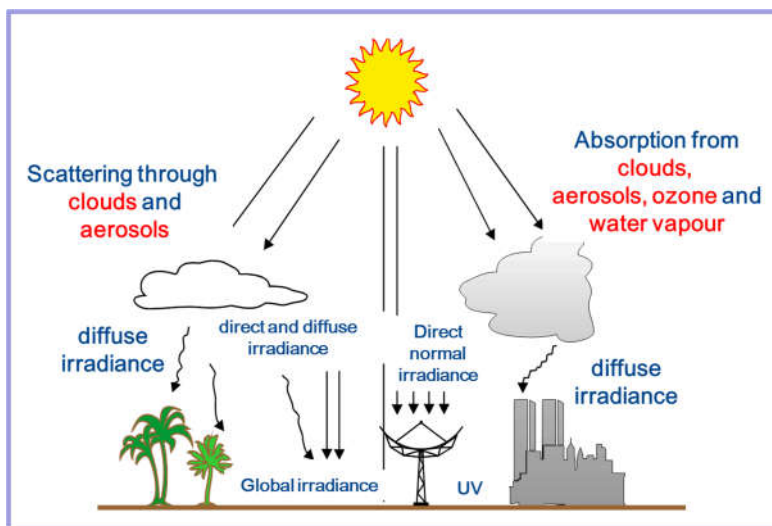 Scattering through
clouds and
aerosols
Absorption from
clouds,
aerosols, ozone and
water vapour
diffuse
irradiance
direct and diffuse
irradiance
Direct
normal
irradiance
diffuse
irradiance
Global irradiance
UV